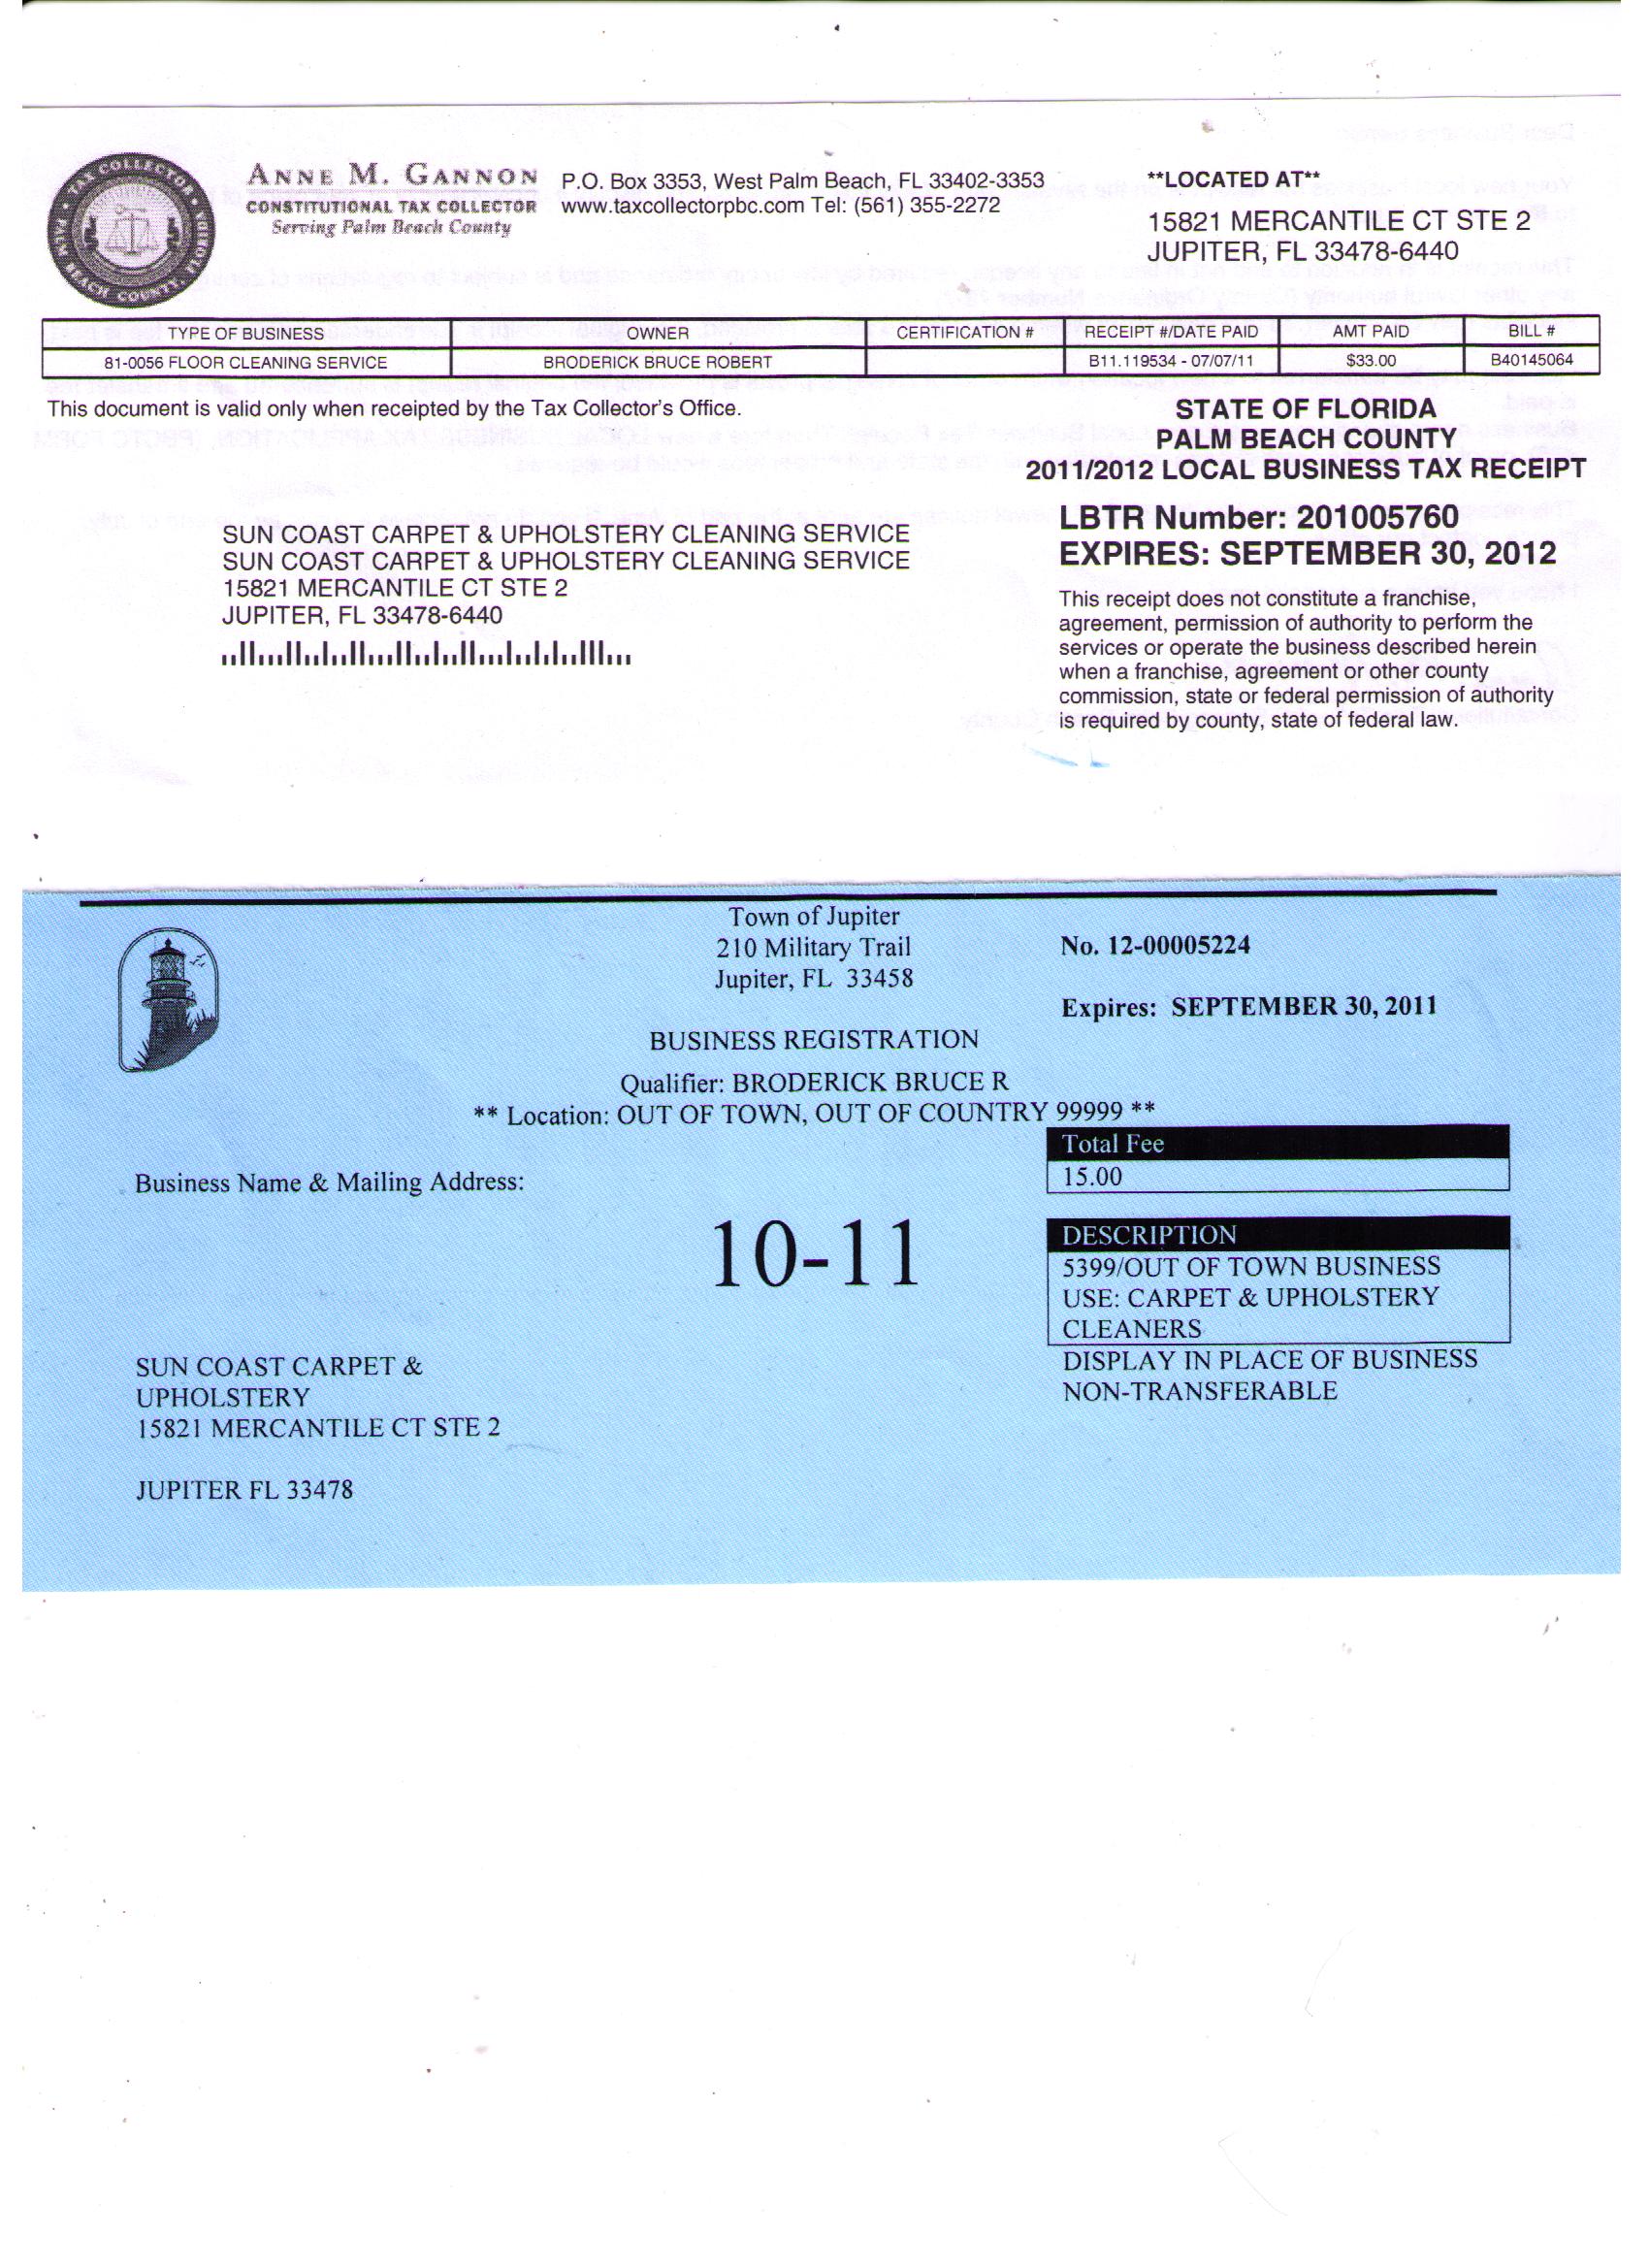 TAX COLLECTOR
PALM BEACH COUNTY, FLORIDA
ANNE M. GANNON
CONSTITUTIONAL TAX COLLECTOR
Serving Palm Beach County
P.O. Box 3353, West Palm Beach, FL 33402-3353
www.taxcollectorpbc.com Tel: (561) 355-2272
**LOCATED AT**
15821 MERCANTILE CT STE 2
JUPITER, FL 33478-6440
TYPE OF BUSINESS OWNER CERTIFICATION # RECEIPT #/DATE PAID AMT PAID BILL #
81-0056 FLOOR CLEANING SERVICE BRODERICK BRUCE ROBERT B11.119534 - 07/07/11 $33.00 B40145064
This document is valid only when receipted by the Tax Collector's Office.
STATE OF FLORIDA
PALM BEACH COUNTY
2011/2012 LOCAL BUSINESS TAX RECEIPT
LBTR Number: 201005760
EXPIRES: SEPTEMBER 30, 2012
SUN COAST CARPET & UPHOLSTERY CLEANING SERVICE
SUN COAST CARPET & UPHOLSTERY CLEANING SERVICE
15821 MERCANTILE CT STE 2
JUPITER, FL 33478-6440
This receipt does not constitute a franchise,
agreement, permission of authority to perform the
services or operate the business described herein
when a franchise, agreement or other county
commission, state or federal permission of authority
is required by county, state of federal law.
Town of Jupiter
210 Military Trail
Jupiter, FL 33458
No. 12-00005224
Expires: SEPTEMBER 30, 2011
BUSINESS REGISTRATION
Qualifier: BRODERICK BRUCE R
** Location: OUT OF TOWN, OUT OF COUNTRY 99999 **
Total Fee
15.00
Business Name & Mailing Address:
10-11
DESCRIPTION
5399/OUT OF TOWN BUSINESS
USE: CARPET & UPHOLSTERY
CLEANERS
DISPLAY IN PLACE OF BUSINESS
NON-TRANSFERABLE
SUN COAST CARPET &
UPHOLSTERY
15821 MERCANTILE CT STE 2
JUPITER FL 33478